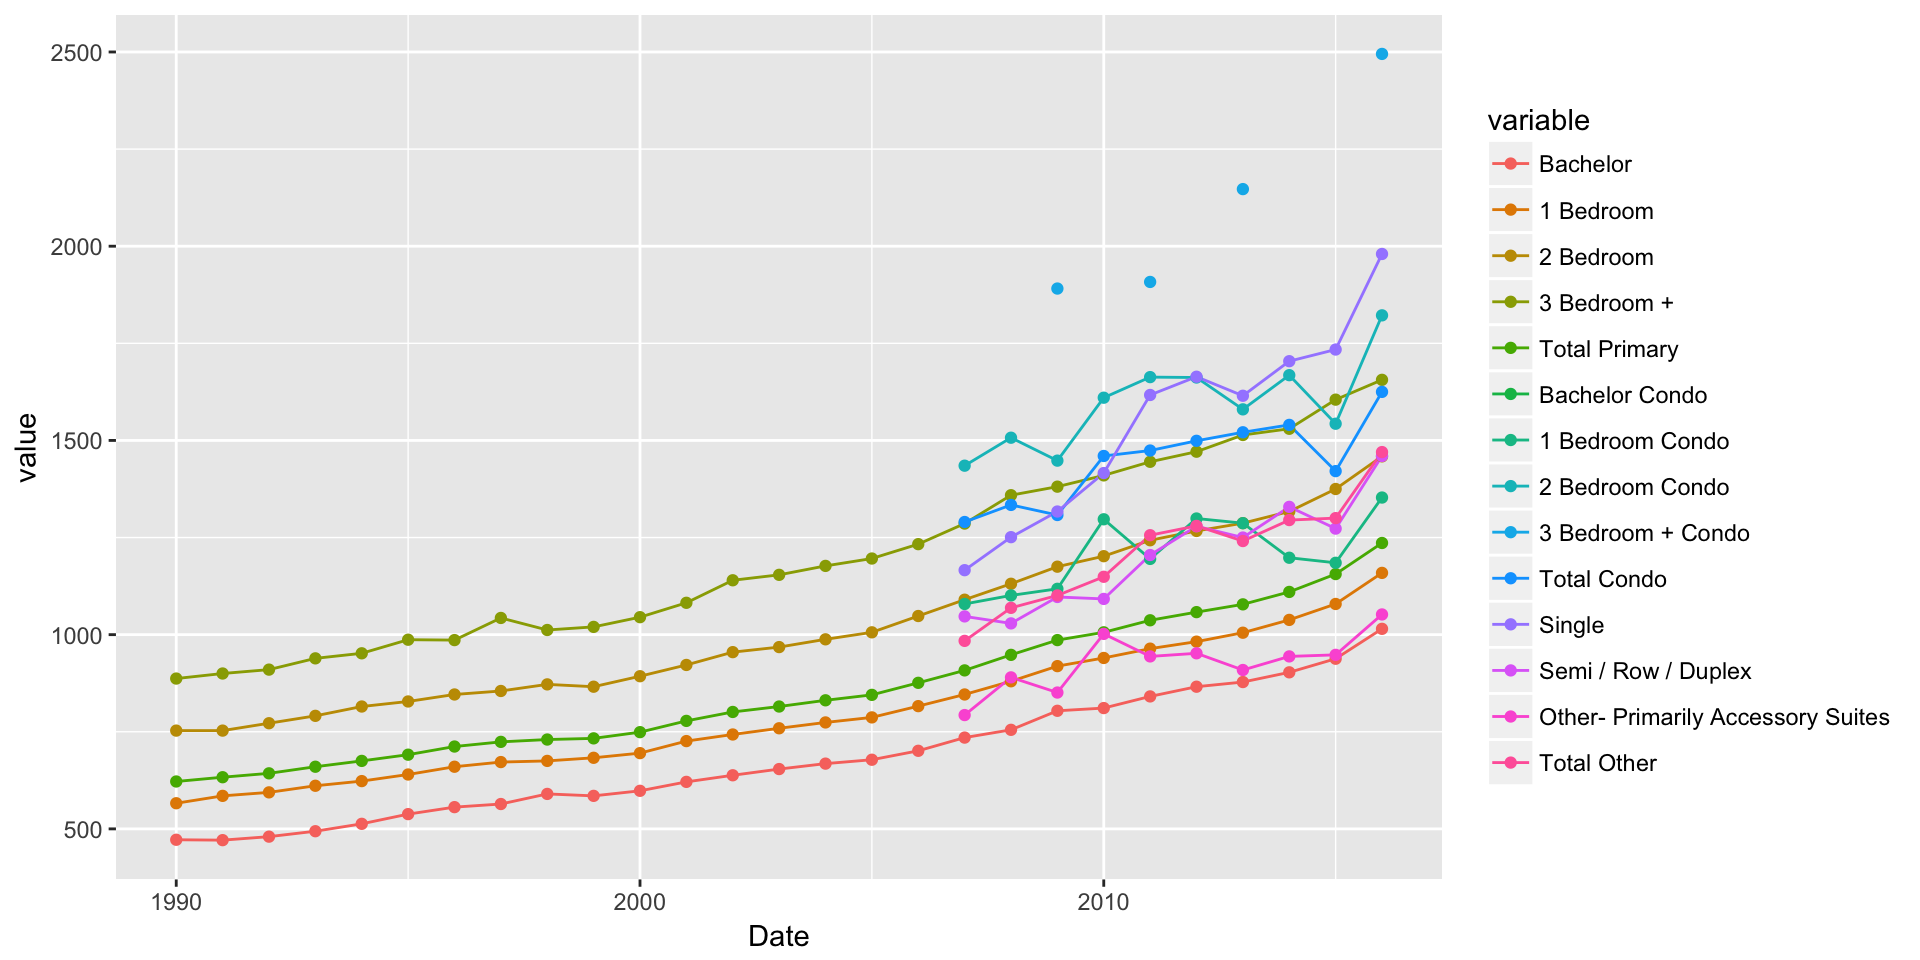 2500
2000
1500
1000
500
value
1990
2000
2010
Date
variable
Bachelor
1 Bedroom
2 Bedroom
3 Bedroom +
Total Primary
Bachelor Condo
1 Bedroom Condo
2 Bedroom Condo
3 Bedroom + Condo
Total Condo
Single
Semi / Row / Duplex
Other- Primarily Accessory Suites
Total Other